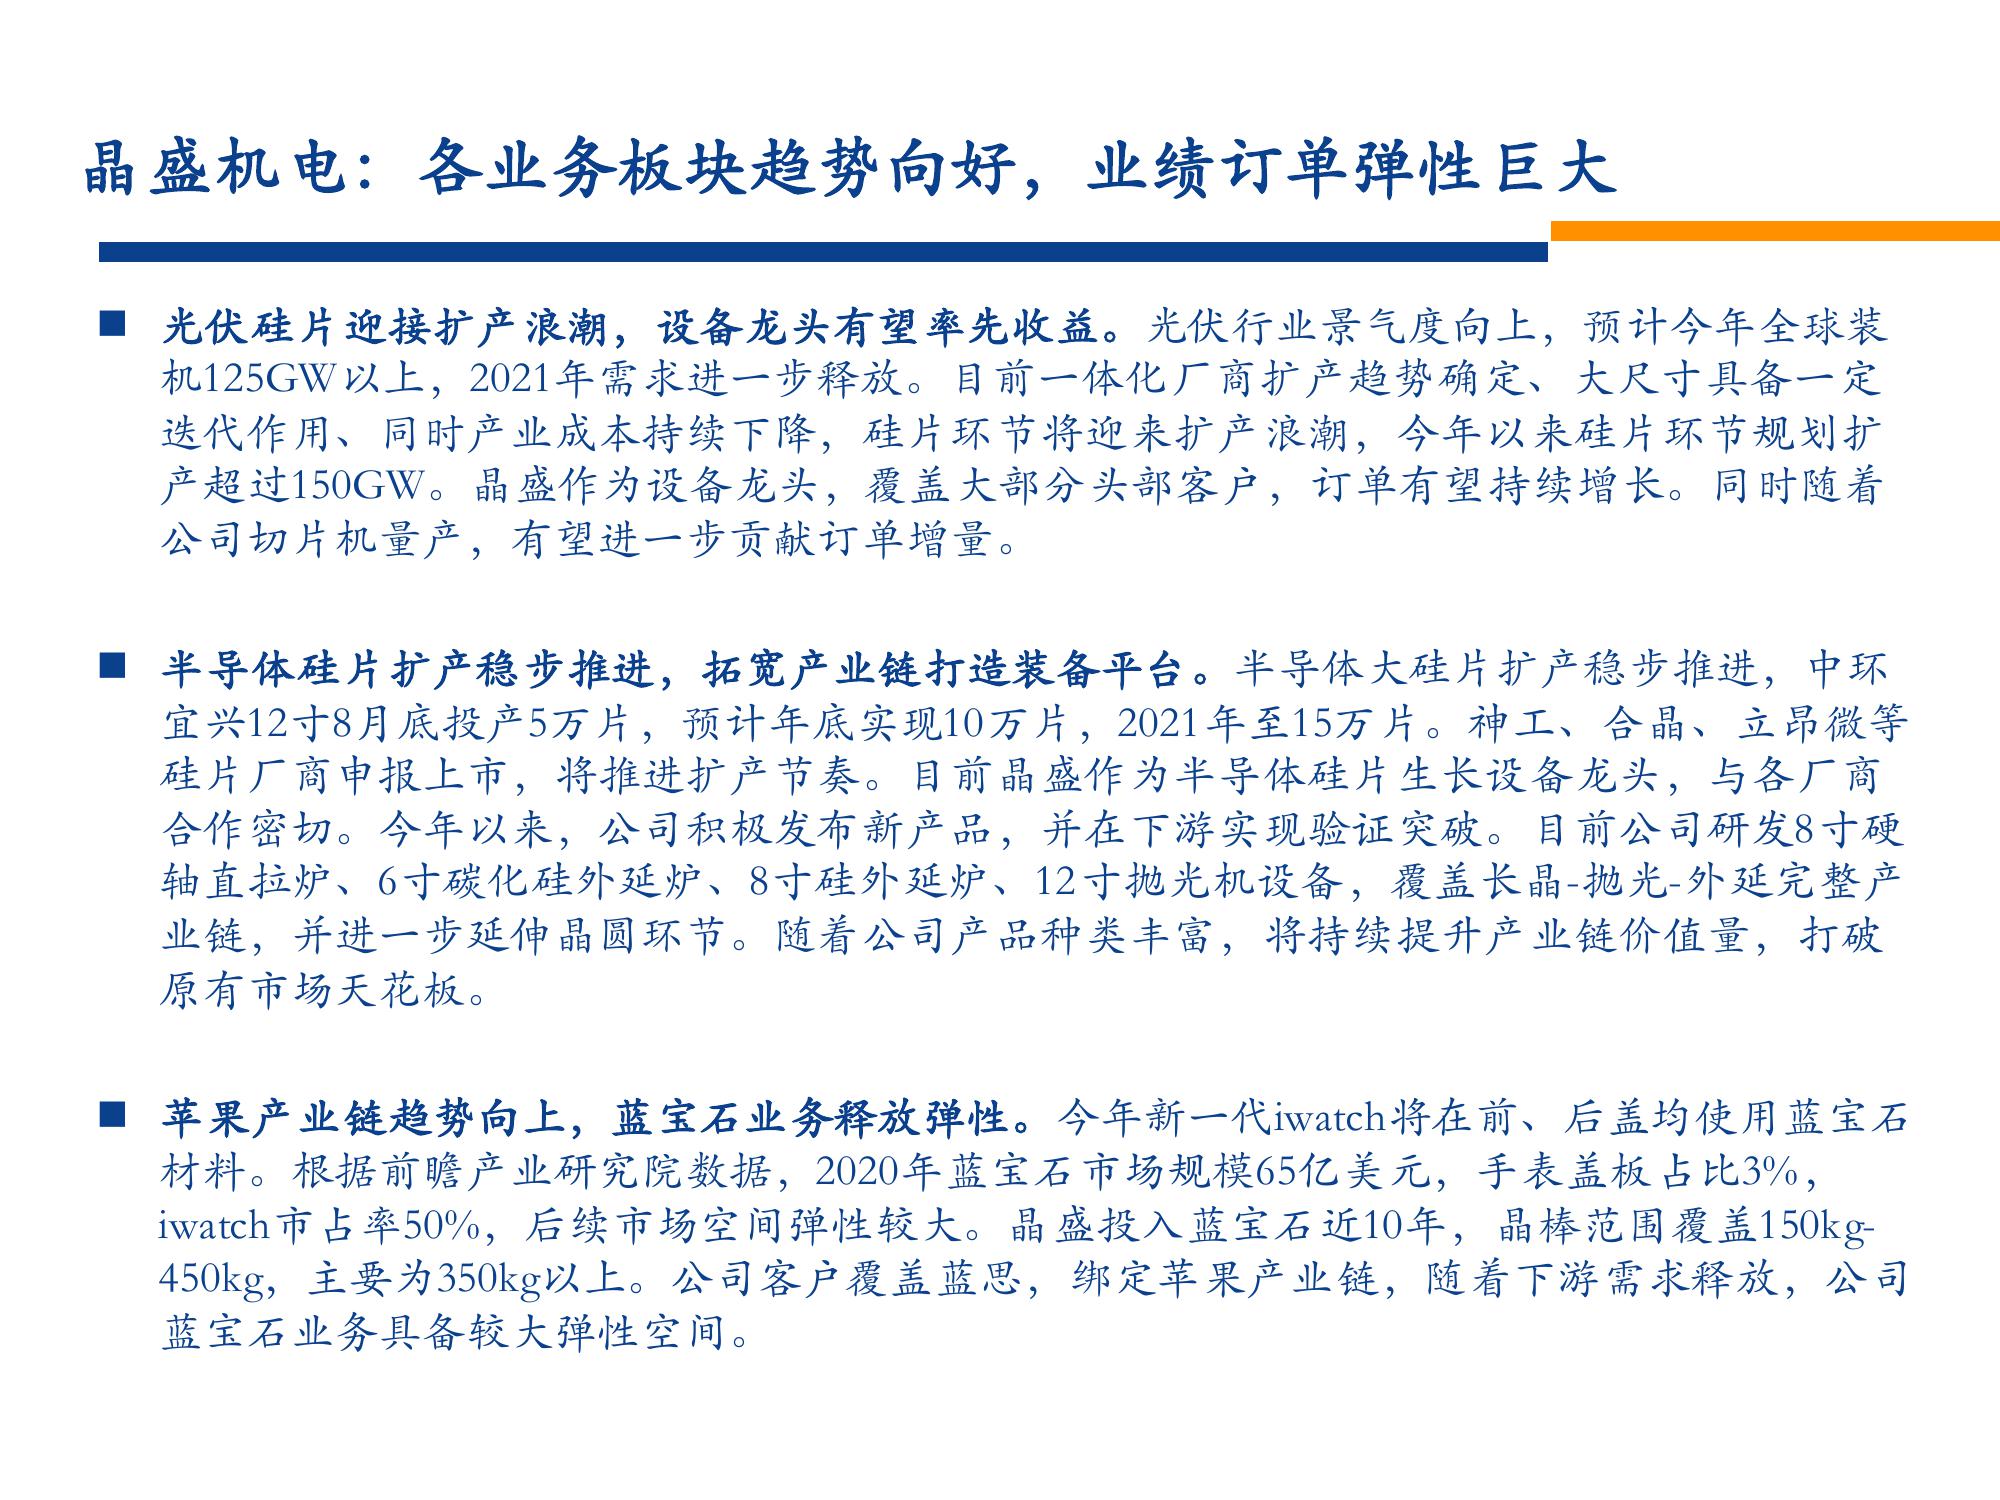 晶盛机电：各业务板块趋势向好，业绩订单弹性巨大
■ 光伏硅片迎接扩产浪潮，设备龙头有望率先收益。光伏行业景气度向上，预计今年全球装
机125GW以上，2021年需求进一步释放。目前一体化厂商扩产趋势确定、大尺寸具备一定
迭代作用、同时产业成本持续下降，硅片环节将迎来扩产浪潮，今年以来硅片环节规划扩
产超过150GW。晶盛作为设备龙头，覆盖大部分头部客户，订单有望持续增长。同时随着
公司切片机量产，有望进一步贡献订单增量。
■ 半导体硅片扩产稳步推进，拓宽产业链打造装备平台。半导体大硅片扩产稳步推进，中环
宜兴12寸8月底投产5万片，预计年底实现10万片，2021年至15万片。神工、合晶、立昂微等
硅片厂商申报上市，将推进扩产节奏。目前晶盛作为半导体硅片生长设备龙头，与各厂商
合作密切。今年以来，公司积极发布新产品，并在下游实现验证突破。目前公司研发8寸硬
轴直拉炉、6寸碳化硅外延炉、8寸硅外延炉、12寸抛光机设备，覆盖长晶-抛光-外延完整产
业链，并进一步延伸晶圆环节。随着公司产品种类丰富，将持续提升产业链价值量，打破
原有市场天花板。
■ 苹果产业链趋势向上，蓝宝石业务释放弹性。今年新一代iwatch将在前、后盖均使用蓝宝石
材料。根据前瞻产业研究院数据，2020年蓝宝石市场规模65亿美元，手表盖板占比3%，
iwatch市占率50%，后续市场空间弹性较大。晶盛投入蓝宝石近10年，晶棒范围覆盖150kg-
450kg，主要为350kg以上。公司客户覆盖蓝思，绑定苹果产业链，随着下游需求释放，公司
蓝宝石业务具备较大弹性空间。